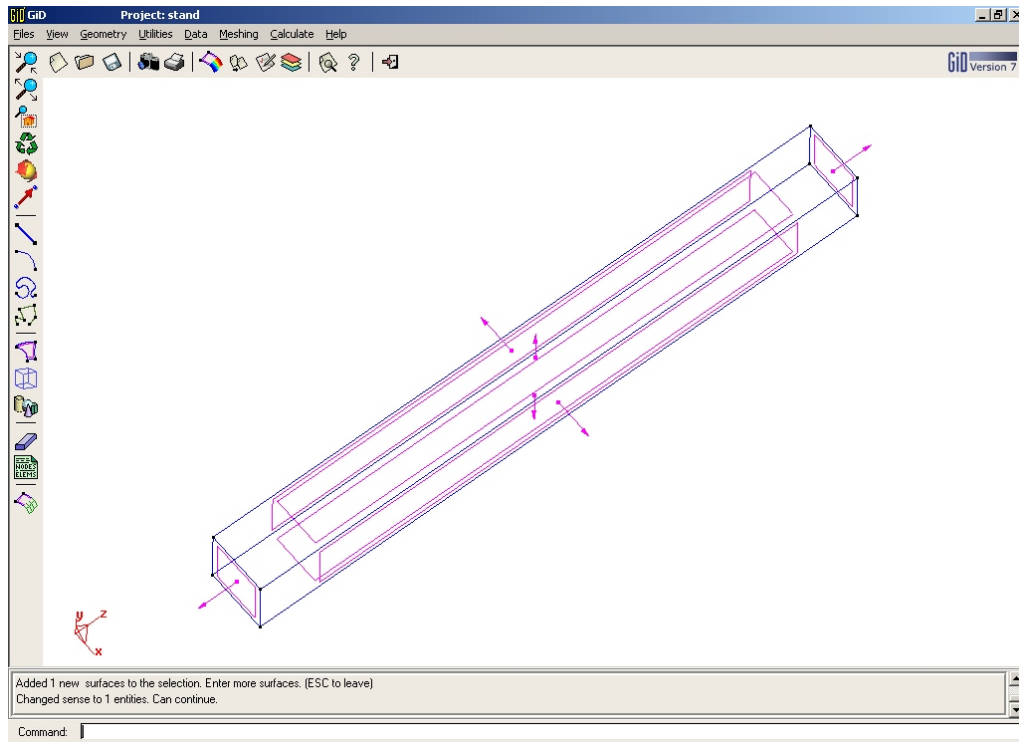 GiD GiD Project: stand
Files View Geometry Utilities Data Meshing Calculate Help
GiD Version 7
NODES
ELEMS
y z
x
Added 1 new surfaces to the selection. Enter more surfaces. (ESC to leave)
Changed sense to 1 entities. Can continue.
Command: